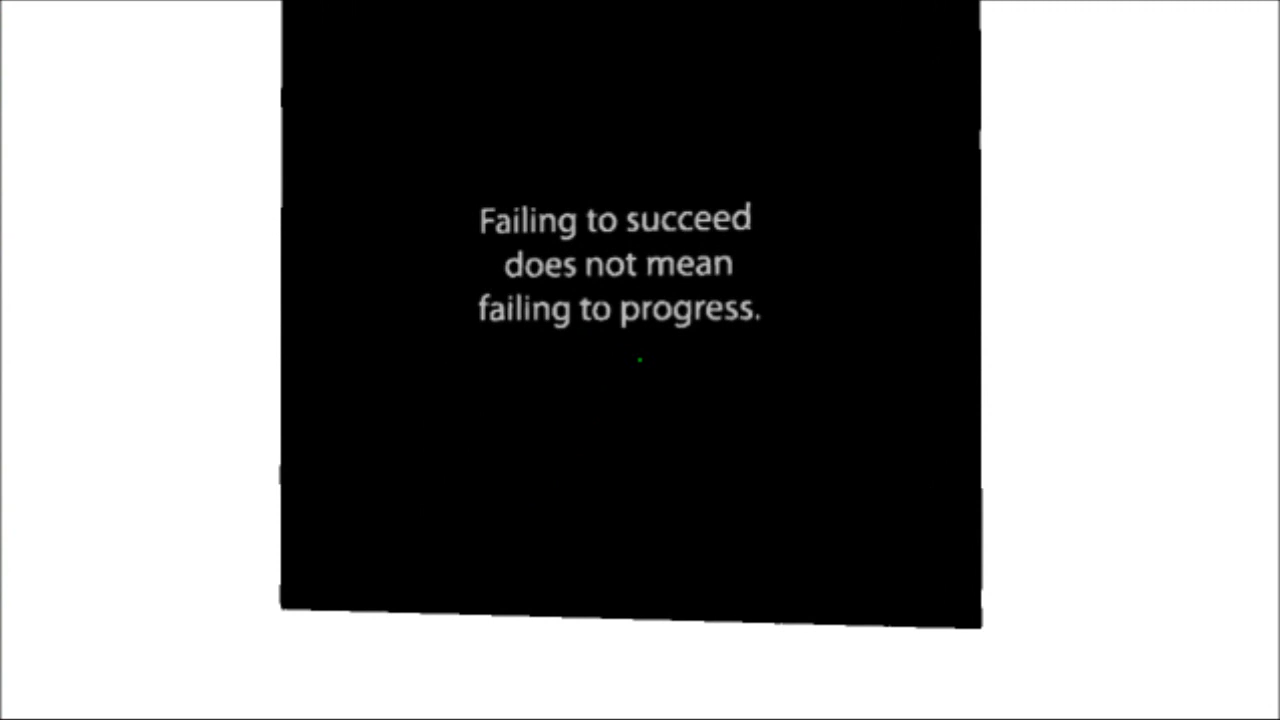 Failing to succeed
does not mean
failing to progress.